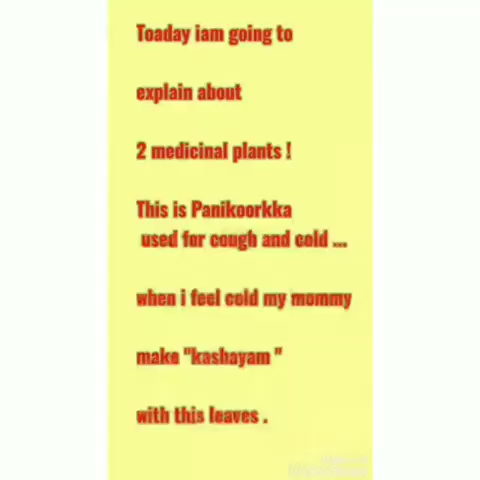 Toaday iam going to
explain about
2 medicinal plants !
This is Panikoorkka
used for cough and cold ...
when i feel cold my mommy
make "kashayam "
with this leaves .